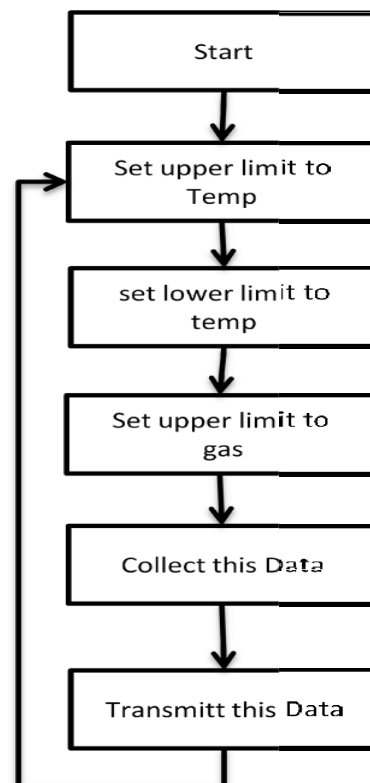 Start
Set upper limit to
Temp
set lower limit to
temp
Set upper limit to
gas
Collect this Data
Transmitt this Data